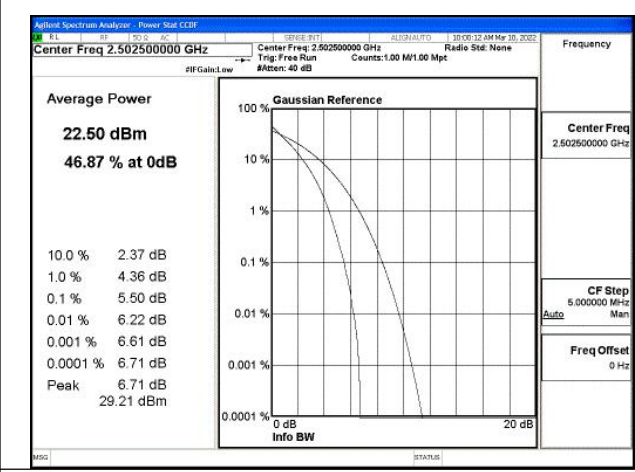 Agilent Spectrum Analyzer - Power Stat CCDF
RL RF 50 Ω AC SENSE:INT ALIGN AUTO 10:00:12 AM Mar 10, 2022
Center Freq 2.502500000 GHz
Center Freq: 2.502500000 GHz Radio Std: None
Trig: Free Run Counts:1.00 M/1.00 Mpt
#IFGain:Low #Atten: 40 dB
Frequency
Average Power
22.50 dBm
46.87 % at 0dB
10.0 % 2.37 dB
1.0 % 4.36 dB
0.1 % 5.50 dB
0.01 % 6.22 dB
0.001 % 6.61 dB
0.0001 % 6.71 dB
Peak 6.71 dB
29.21 dBm
Gaussian Reference
100 %
10 %
1 %
0.1 %
0.01 %
0.001 %
0.0001 %
0 dB 20 dB
Info BW
Center Freq
2.502500000 GHz
CF Step
5.000000 MHz
Auto Man
Freq Offset
0 Hz
MSG STATUS